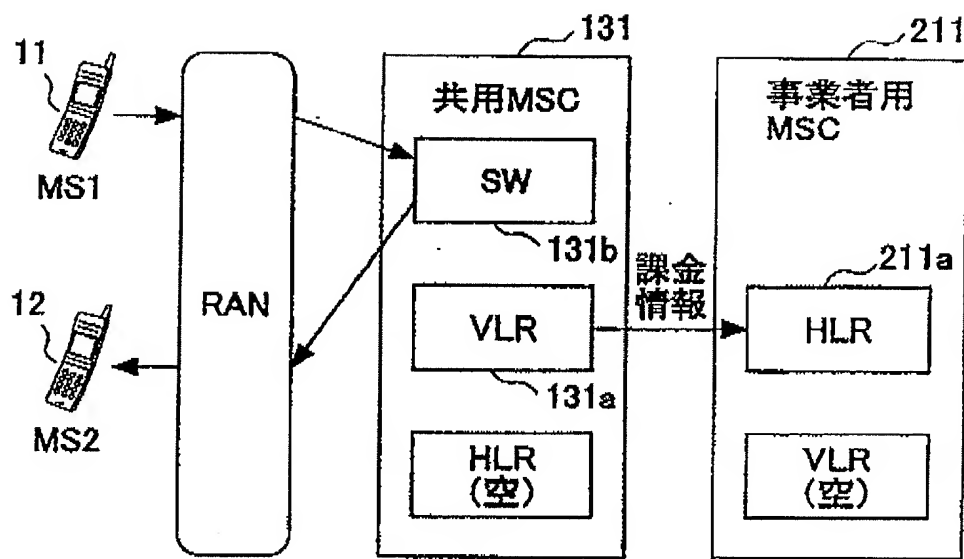 11
MS1
12
MS2
RAN
131
共用MSC
SW
131b
VLR
131a
HLR
(空)
課金
情報
211
事業者用
MSC
211a
HLR
VLR
(空)